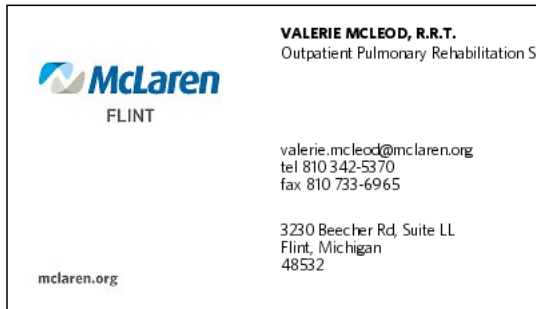 VALERIE MCLEOD, R.R.T.
Outpatient Pulmonary Rehabilitation S
McLaren
FLINT
valerie.mcleod@mclaren.org
tel 810 342-5370
fax 810 733-6965
3230 Beecher Rd, Suite LL
Flint, Michigan
48532
mclaren.org